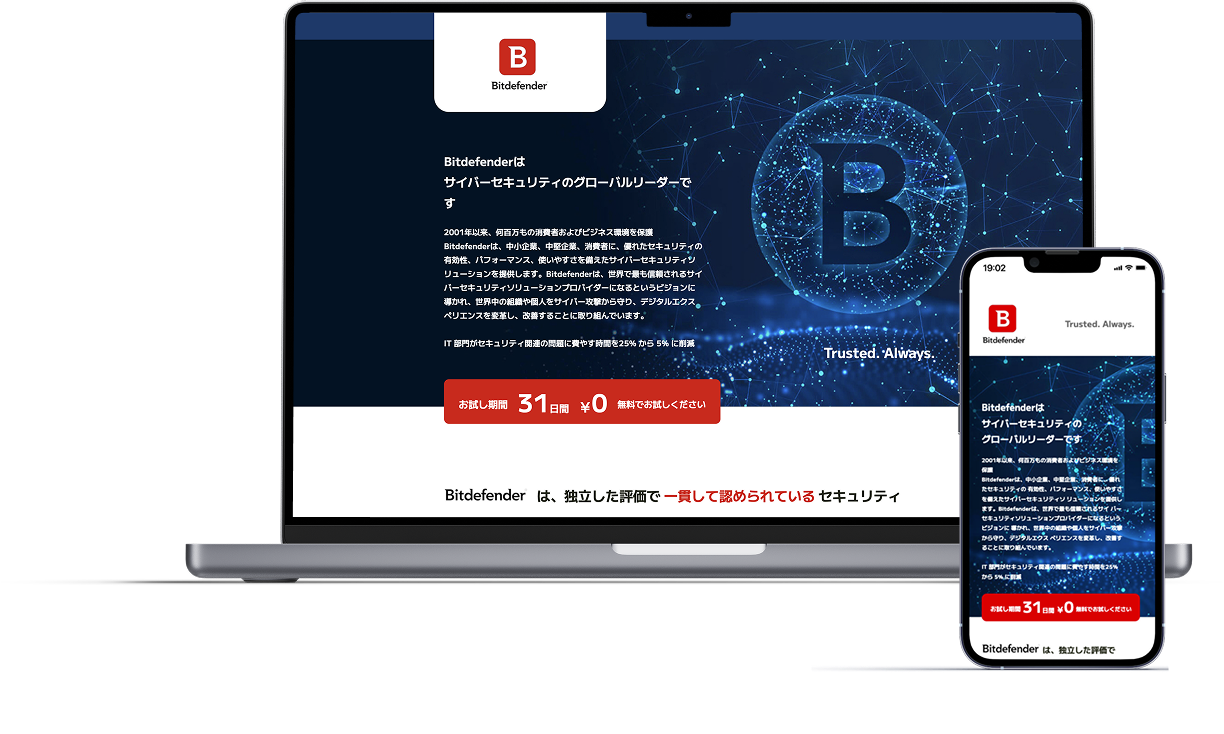 B
Bitdefender
Bitdefenderは
サイバーセキュリティのグローバルリーダーで
す
2001年以来、何百万もの消費者およびビジネス環境を保護
Bitdefenderは、中小企業、中堅企業、消費者に、優れたセキュリティの
有効性、パフォーマンス、使いやすさを備えたサイバーセキュリティソ
リューションを提供します。Bitdefenderは、世界で最も信頼されるサイ
バーセキュリティソリューションプロバイダーになるというビジョンに
導かれ、世界中の組織や個人をサイバー攻撃から守り、デジタルエクス
ペリエンスを変革し、改善することに取り組んでいます。
IT 部門がセキュリティ関連の問題に費やす時間を25% から 5% に削減
お試し期間 31日間 ¥0 無料でお試しください
B
Trusted. Always.
Bitdefender は、独立した評価で 一貫して認められている セキュリティ
19:02
B
Bitdefender
Trusted. Always.
Bitdefenderは
サイバーセキュリティの
グローバルリーダーです
2001年以来、何百万もの消費者およびビジネス環境を
保護
Bitdefenderは、中小企業、中堅企業、消費者に、優れ
たセキュリティの 有効性、パフォーマンス、使いやすさ
を備えたサイバーセキュリティソ リューションを提供し
ます。Bitdefenderは、世界で最も信頼されるサイ バー
セキュリティソリューションプロバイダーになるという
ビジョンに 導かれ、世界中の組織や個人をサイバー攻撃
から守り、デジタルエクス ペリエンスを変革し、改善す
ることに取り組んでいます。
IT 部門がセキュリティ関連の問題に費やす時間を25%
から 5% に削減
お試し期間 31日間 ¥0 無料でお試しください
Bitdefender は、独立した評価で